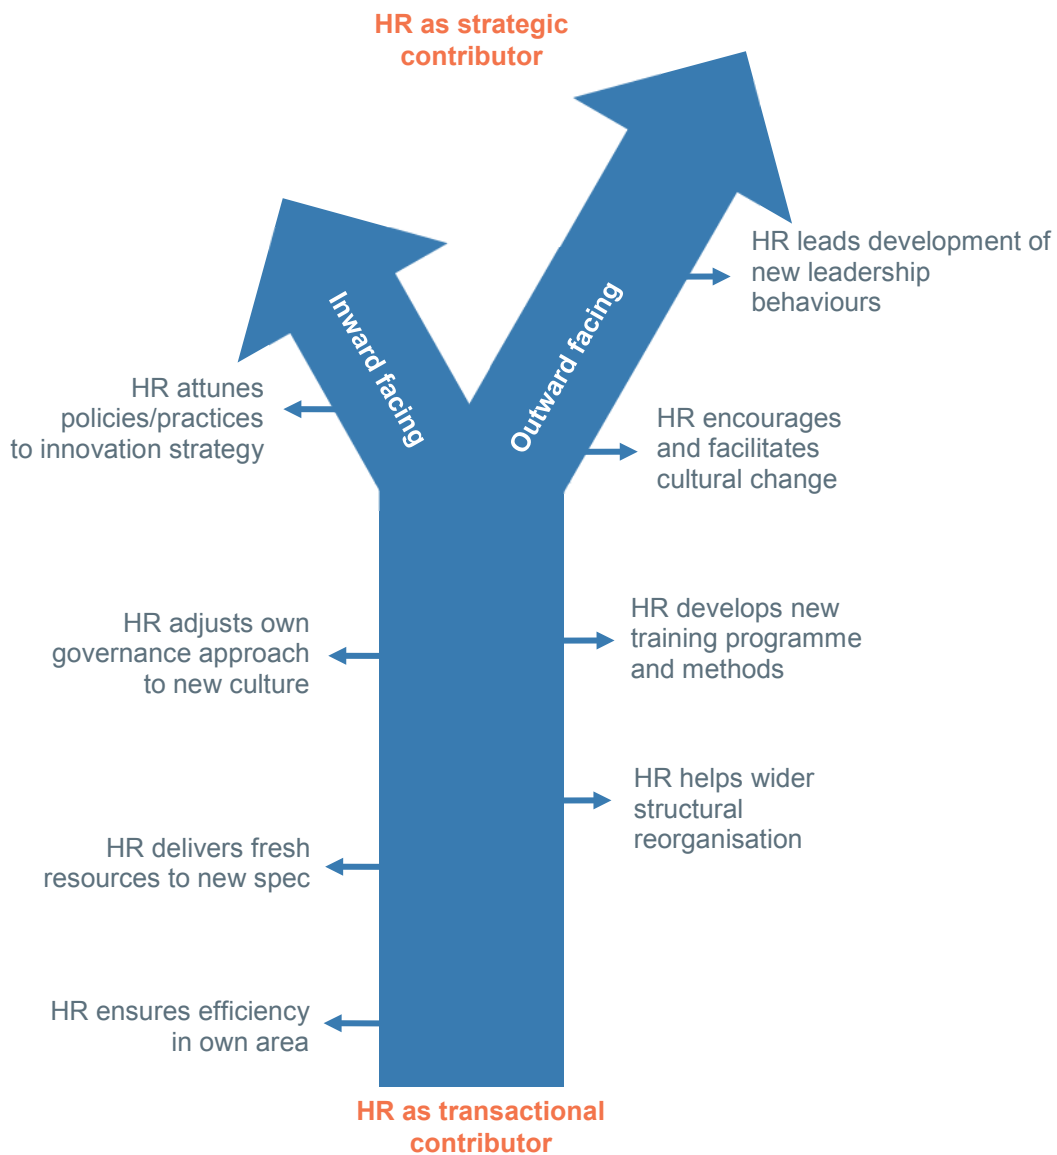 HR as strategic
contributor
HR leads development of
new leadership
behaviours
Inward facing
Outward facing
HR attunes
policies/practices
to innovation strategy
HR encourages
and facilitates
cultural change
HR adjusts own
governance approach
to new culture
HR develops new
training programme
and methods
HR helps wider
structural
reorganisation
HR delivers fresh
resources to new spec
HR ensures efficiency
in own area
HR as transactional
contributor